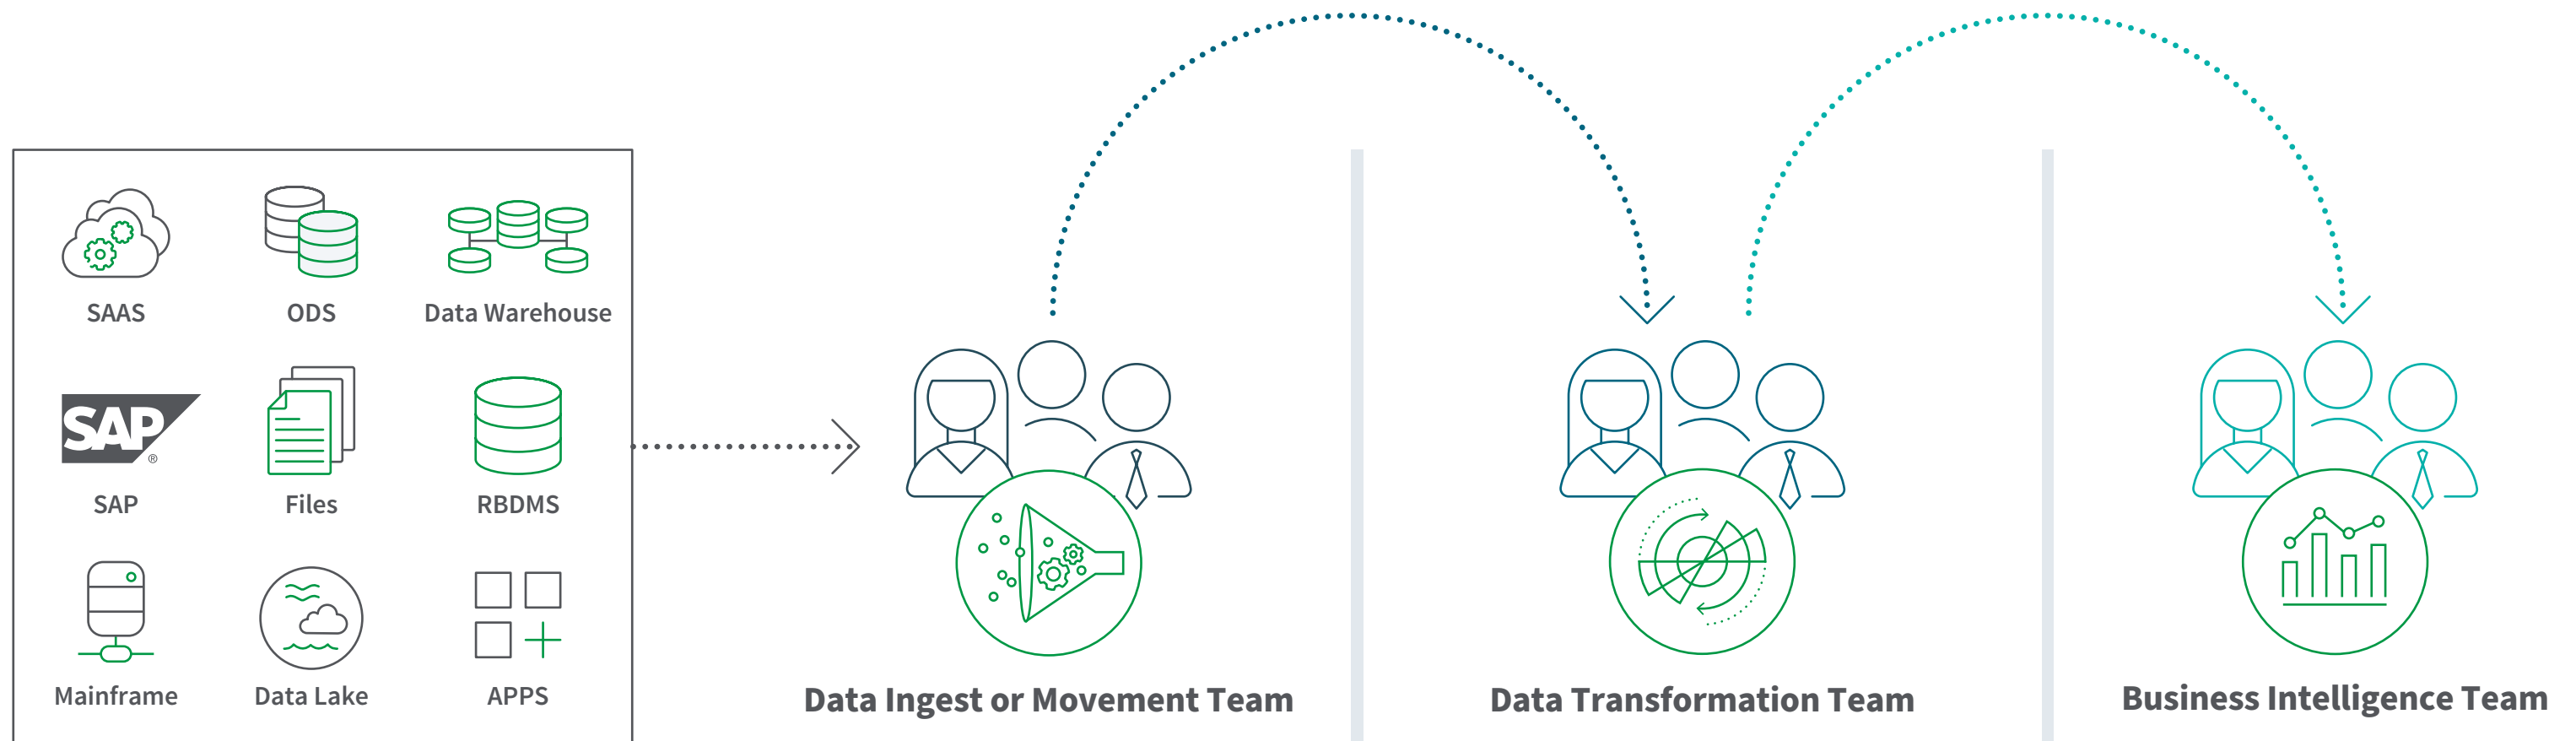 SAAS
ODS
Data Warehouse
SAP
®
SAP
Files
RBDMS
Mainframe
Data Lake
APPS
Data Ingest or Movement Team
Data Transformation Team
Business Intelligence Team